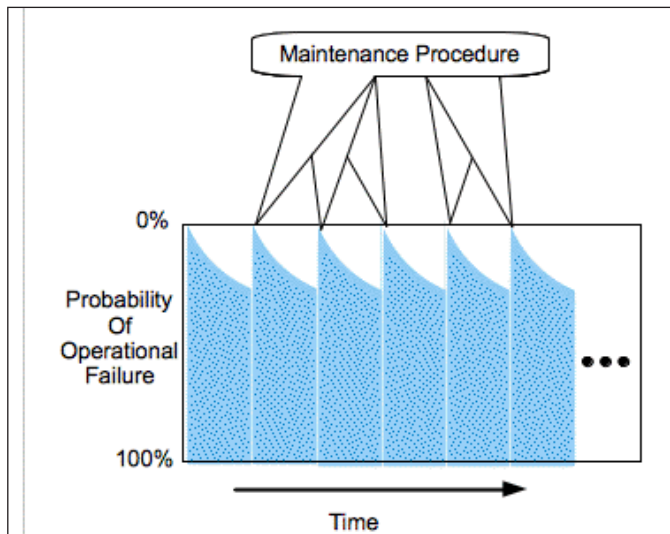 Maintenance Procedure
0%
Probability
Of
Operational
Failure
100%
Time